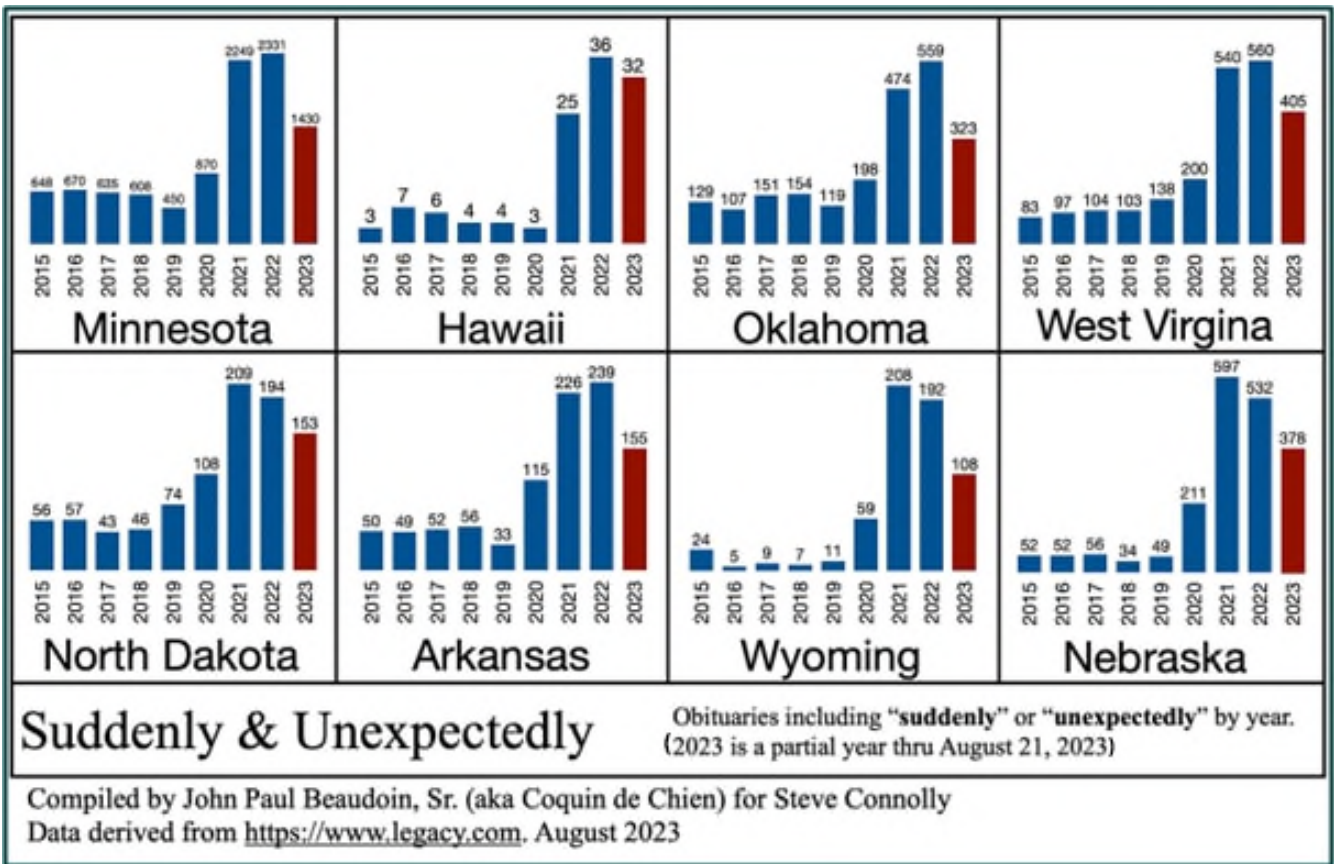 2249 2331
1430
870
648 670 635 608
450
2015 2016 2017 2018 2019 2020 2021 2022 2023
Minnesota
36
32
25
7 6
3 4 4 3
2015 2016 2017 2018 2019 2020 2021 2022 2023
Hawaii
559
474
323
198
129 107 151 154 119
2015 2016 2017 2018 2019 2020 2021 2022 2023
Oklahoma
540 560
405
200
83 97 104 103 138
2015 2016 2017 2018 2019 2020 2021 2022 2023
West Virgina
209 194
153
108
74
56 57 43 46
2015 2016 2017 2018 2019 2020 2021 2022 2023
North Dakota
226 239
155
115
50 49 52 56 33
2015 2016 2017 2018 2019 2020 2021 2022 2023
Arkansas
208 192
108
59
24 5 9 7 11
2015 2016 2017 2018 2019 2020 2021 2022 2023
Wyoming
597
532
378
211
52 52 56 34 49
2015 2016 2017 2018 2019 2020 2021 2022 2023
Nebraska
Suddenly & Unexpectedly
Obituaries including “suddenly” or “unexpectedly” by year.
(2023 is a partial year thru August 21, 2023)
Compiled by John Paul Beaudoin, Sr. (aka Coquin de Chien) for Steve Connolly
Data derived from https://www.legacy.com. August 2023